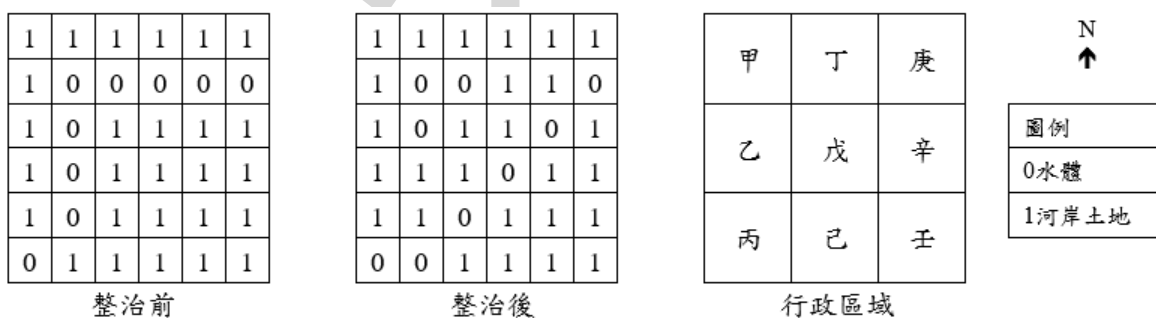 1 1 1 1 1 1
1 0 0 0 0 0
1 0 1 1 1 1
1 0 1 1 1 1
1 0 1 1 1 1
0 1 1 1 1 1
整治前
1 1 1 1 1 1
1 0 0 1 1 0
1 0 1 1 0 1
1 1 1 0 1 1
1 1 0 1 1 1
0 0 1 1 1 1
整治後
甲 丁 庚
乙 戊 辛
丙 己 壬
行政區域
N
圖例
0水體
1河岸土地